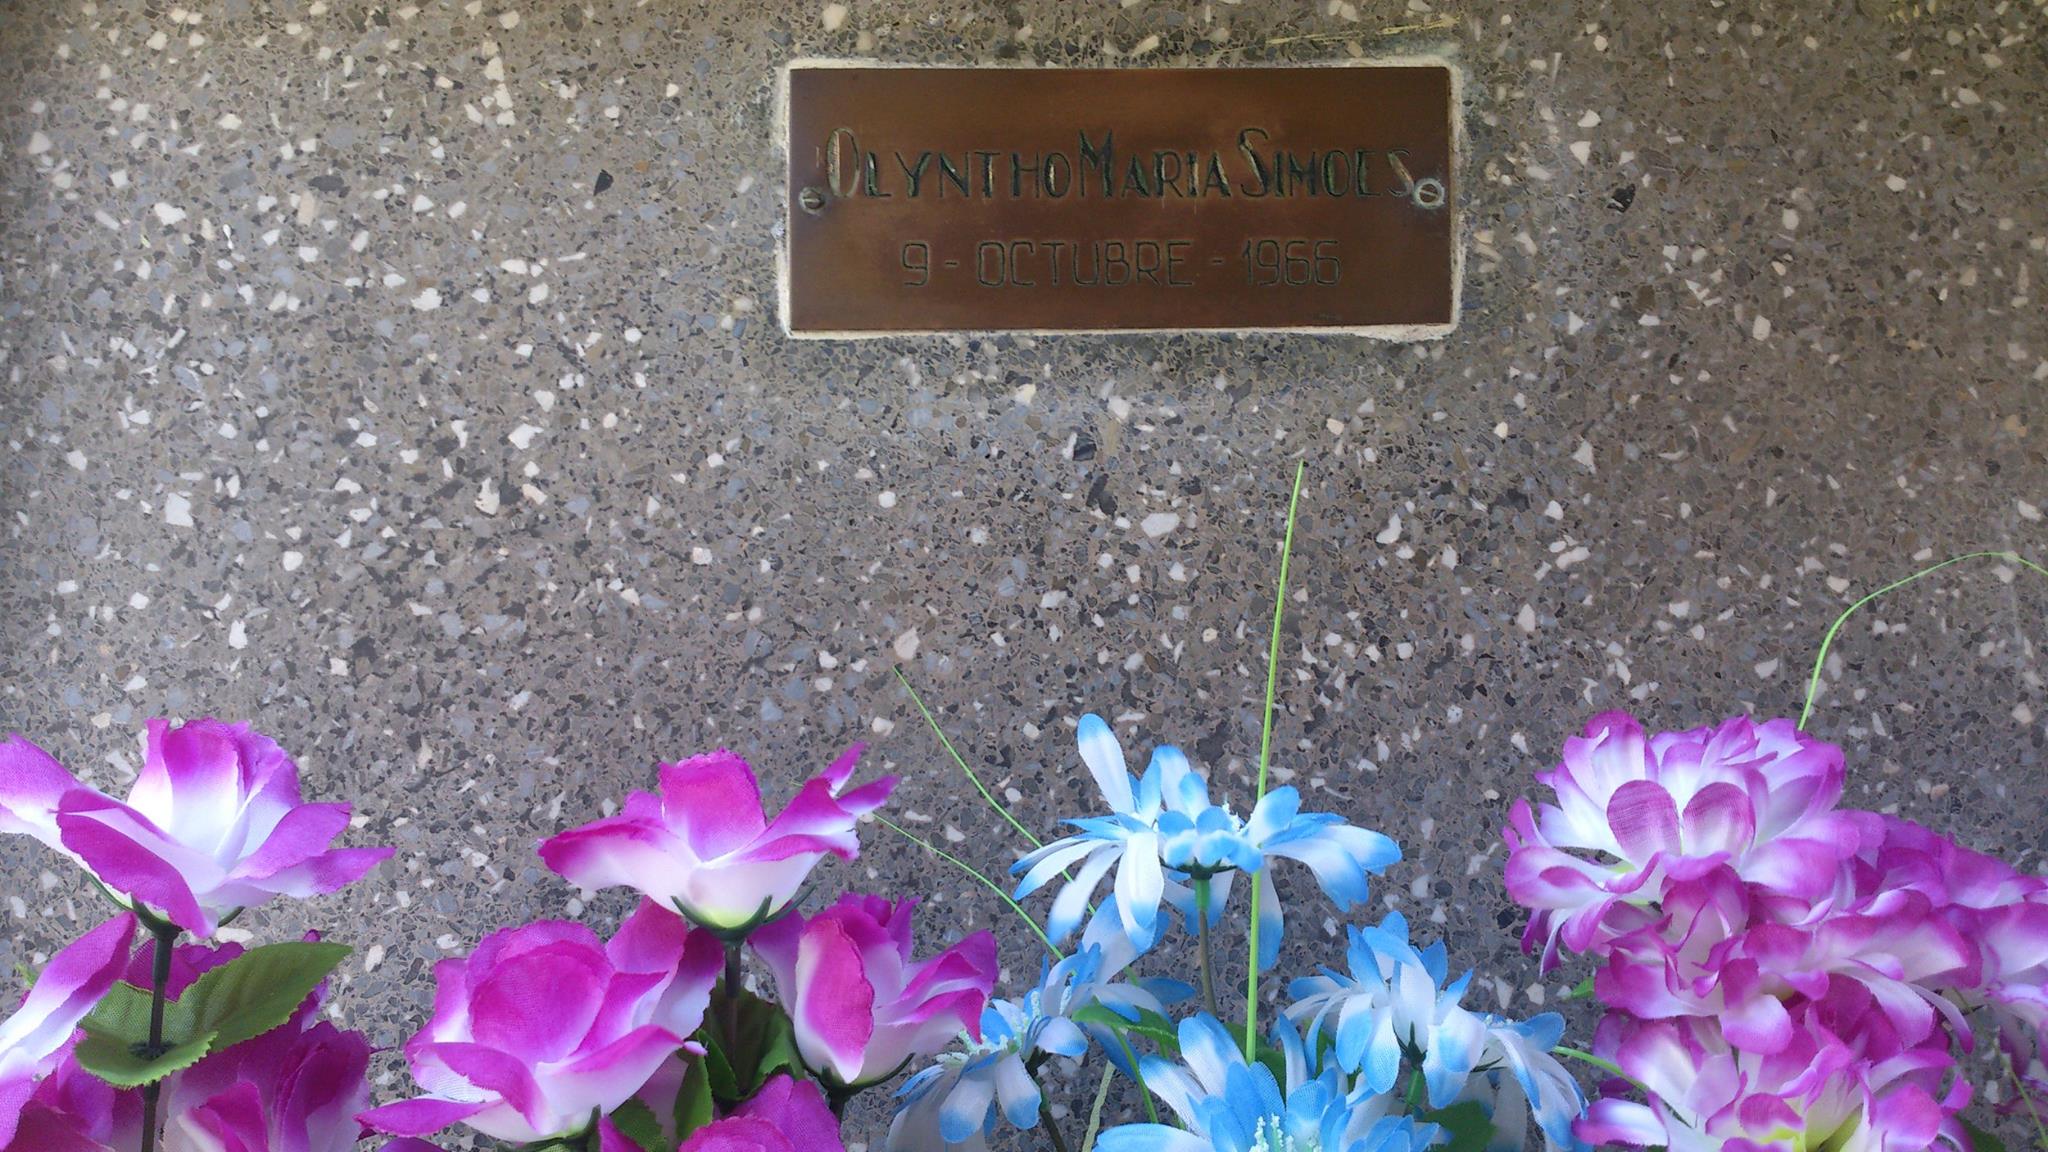 OLYNTHO MARIA SIMOES
9 - OCTUBRE - 1966